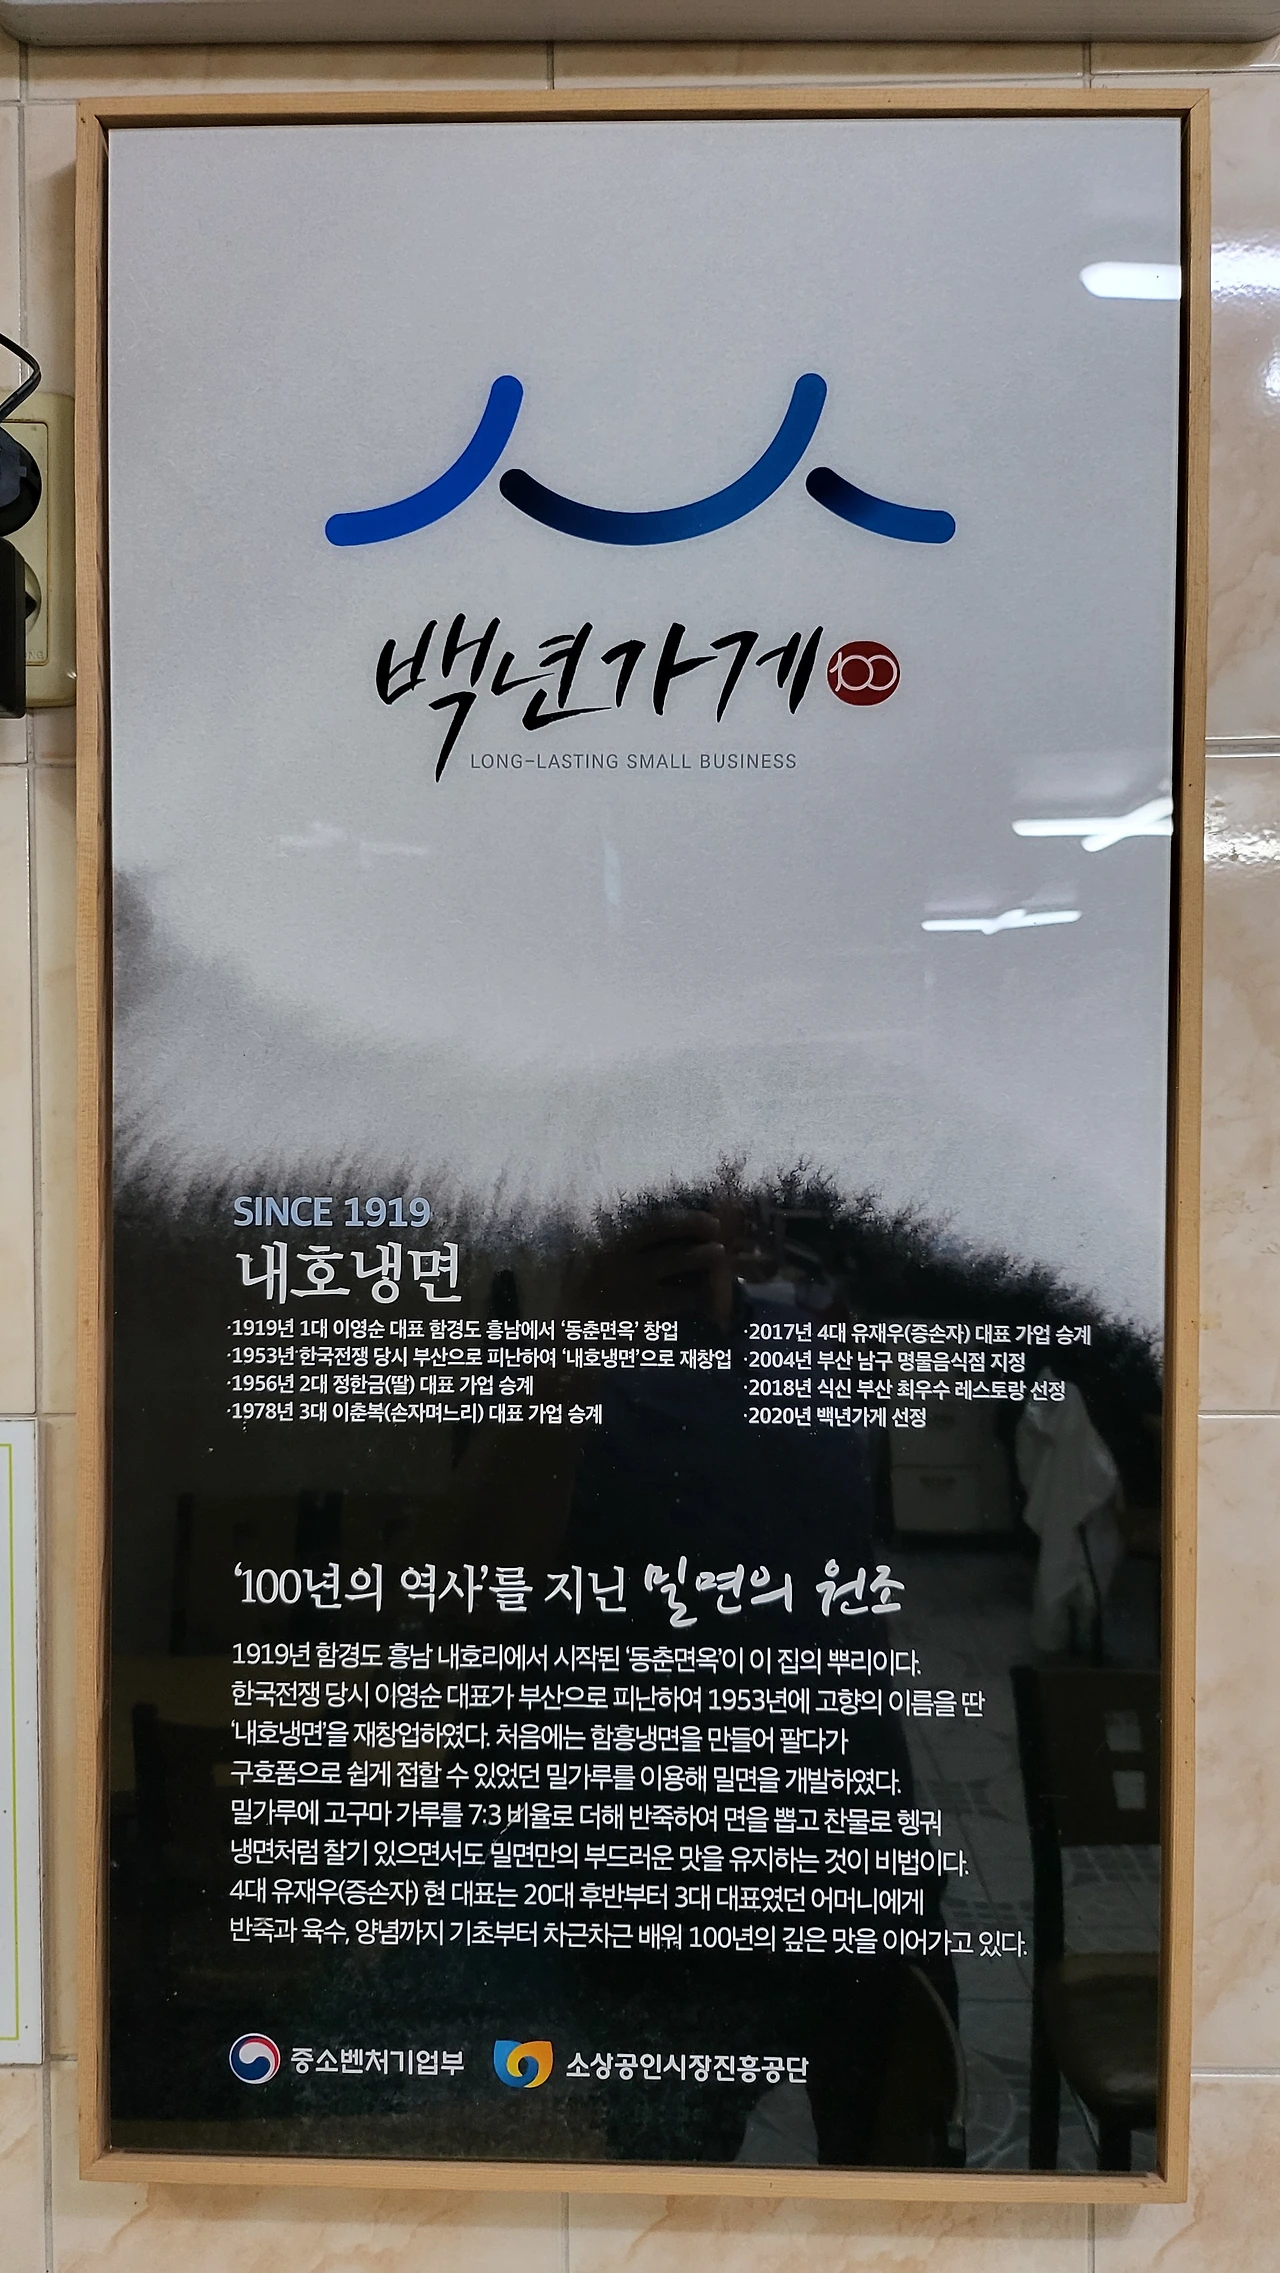 백년가게 100
LONG-LASTING SMALL BUSINESS
SINCE 1919
내호냉면
·1919년 1대 이영순 대표 함경도 흥남에서 ‘동춘면옥’ 창업
·1953년 한국전쟁 당시 부산으로 피난하여 ‘내호냉면’으로 재창업
·1956년 2대 정한금(딸) 대표 가업 승계
·1978년 3대 이춘복(손자며느리) 대표 가업 승계
·2017년 4대 유재우(증손자) 대표 가업 승계
·2004년 부산 남구 명물음식점 지정
·2018년 식신 부산 최우수 레스토랑 선정
·2020년 백년가게 선정
‘100년의 역사’를 지닌 밀면의 원조
1919년 함경도 흥남 내호리에서 시작된 ‘동춘면옥’이 이 집의 뿌리이다.
한국전쟁 당시 이영순 대표가 부산으로 피난하여 1953년에 고향의 이름을 딴
‘내호냉면’을 재창업하였다. 처음에는 함흥냉면을 만들어 팔다가
구호품으로 쉽게 접할 수 있었던 밀가루를 이용해 밀면을 개발하였다.
밀가루에 고구마 가루를 7:3 비율로 더해 반죽하여 면을 뽑고 찬물로 헹궈
냉면처럼 찰기 있으면서도 밀면만의 부드러운 맛을 유지하는 것이 비법이다.
4대 유재우(증손자) 현 대표는 20대 후반부터 3대 대표였던 어머니에게
반죽과 육수, 양념까지 기초부터 차근차근 배워 100년의 깊은 맛을 이어가고 있다.
중소벤처기업부 소상공인시장진흥공단